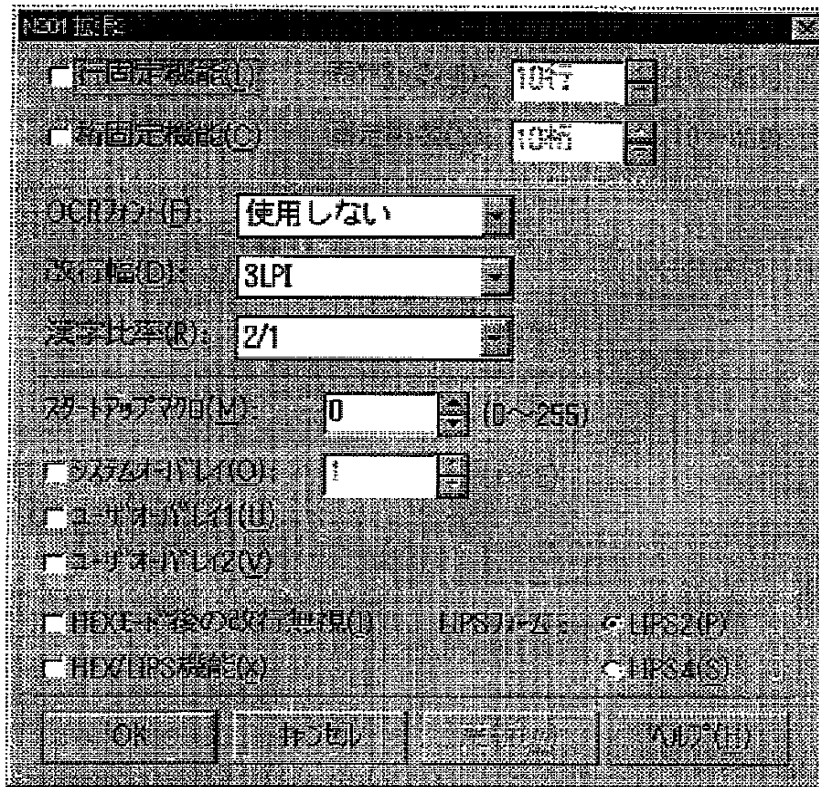 N201拡張
行固定機能(L) 10行
桁固定機能(C) 10桁
OCRフォント(F): 使用しない
改行幅(D): 3LPI
漢字比率(R): 2/1
スタートアップマクロ(M): 0 (0～255)
システムオーバレイ(O): 1
ユーザオーバレイ1(U)
ユーザオーバレイ2(V)
HEXモード後の改行無視(I) LIPSフォーム: LIPS2(P)
HEX/LIPS機能(X) LIPS4(S)
OK キャンセル ヘルプ(H)